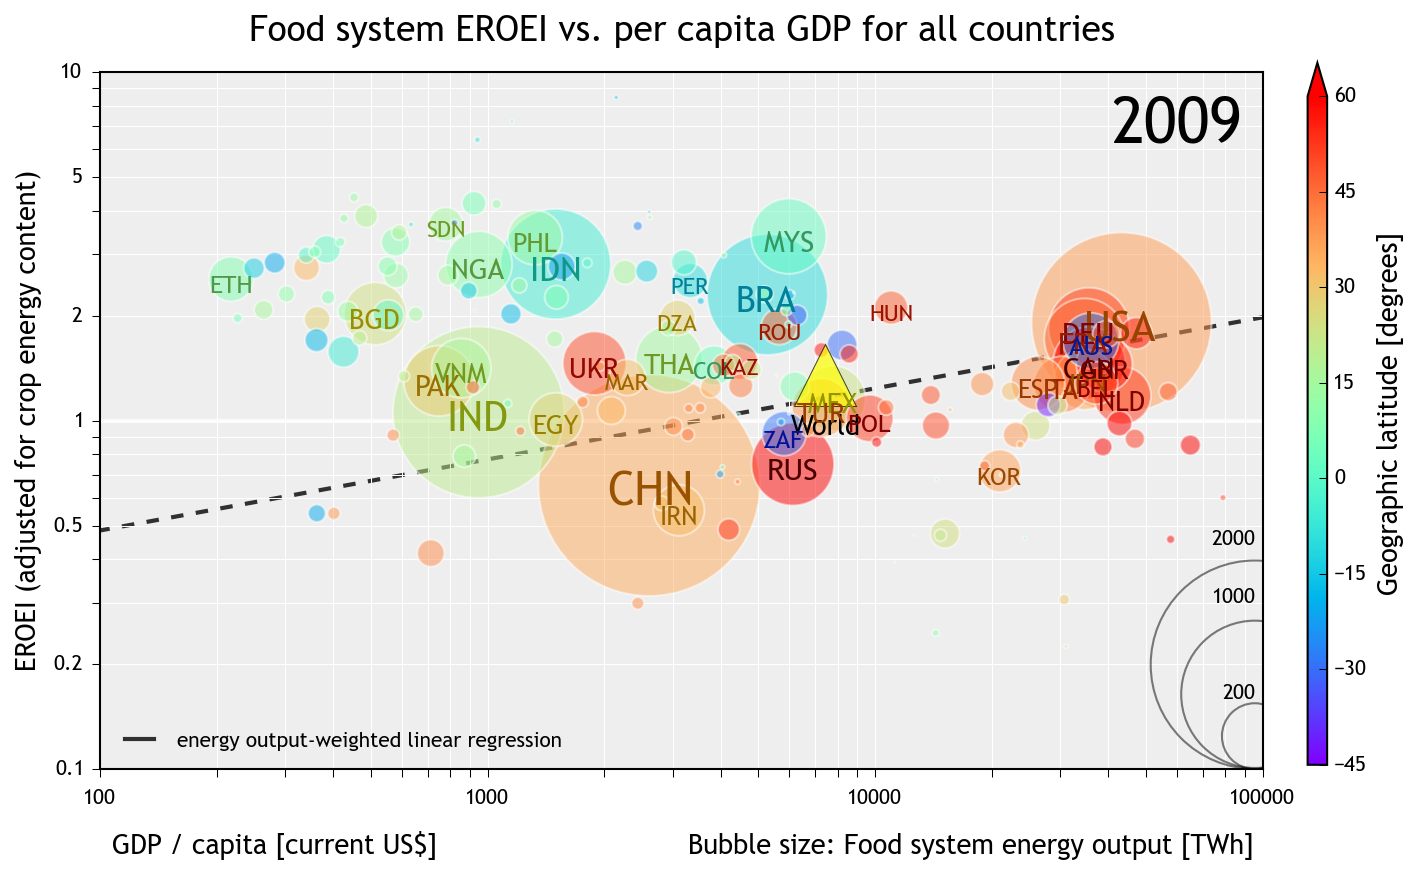 Food system EROEI vs. per capita GDP for all countries
2009
EROEI (adjusted for crop energy content)
10
5
2
1
0.5
0.2
0.1
100
1000
10000
100000
GDP / capita [current US$]
Bubble size: Food system energy output [TWh]
energy output-weighted linear regression
2000
1000
200
60
45
30
15
0
−15
−30
−45
Geographic latitude [degrees]
SDN
PHL
MYS
ETH
NGA
IDN
PER
BRA
HUN
BGD
DZA
ROU
DEU
USA
AUS
VNM
PAK
UKR
MAR
THA
COL
KAZ
CAN
GBR
ESP
ITA
BEL
NLD
IND
EGY
MEX
TUR
World
POL
ZAF
RUS
KOR
CHN
IRN